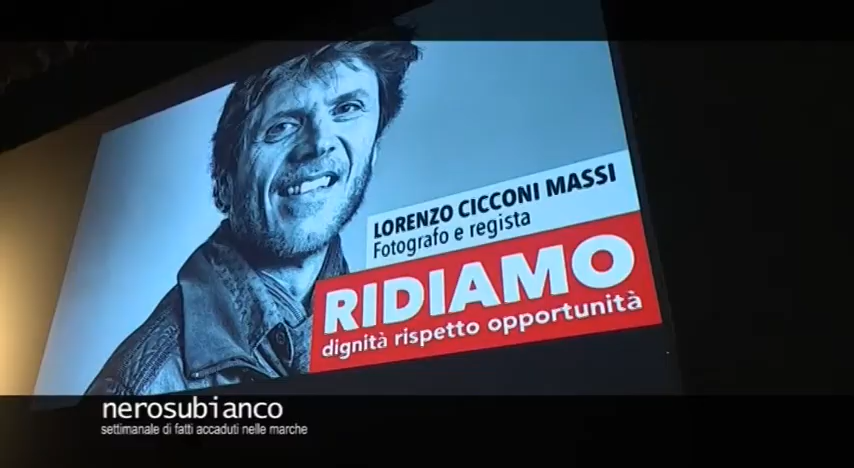 LORENZO CICCONI MASSI
Fotografo e regista
RIDIAMO
dignità rispetto opportunità
nerosubianco
settimanale di fatti accaduti nelle marche